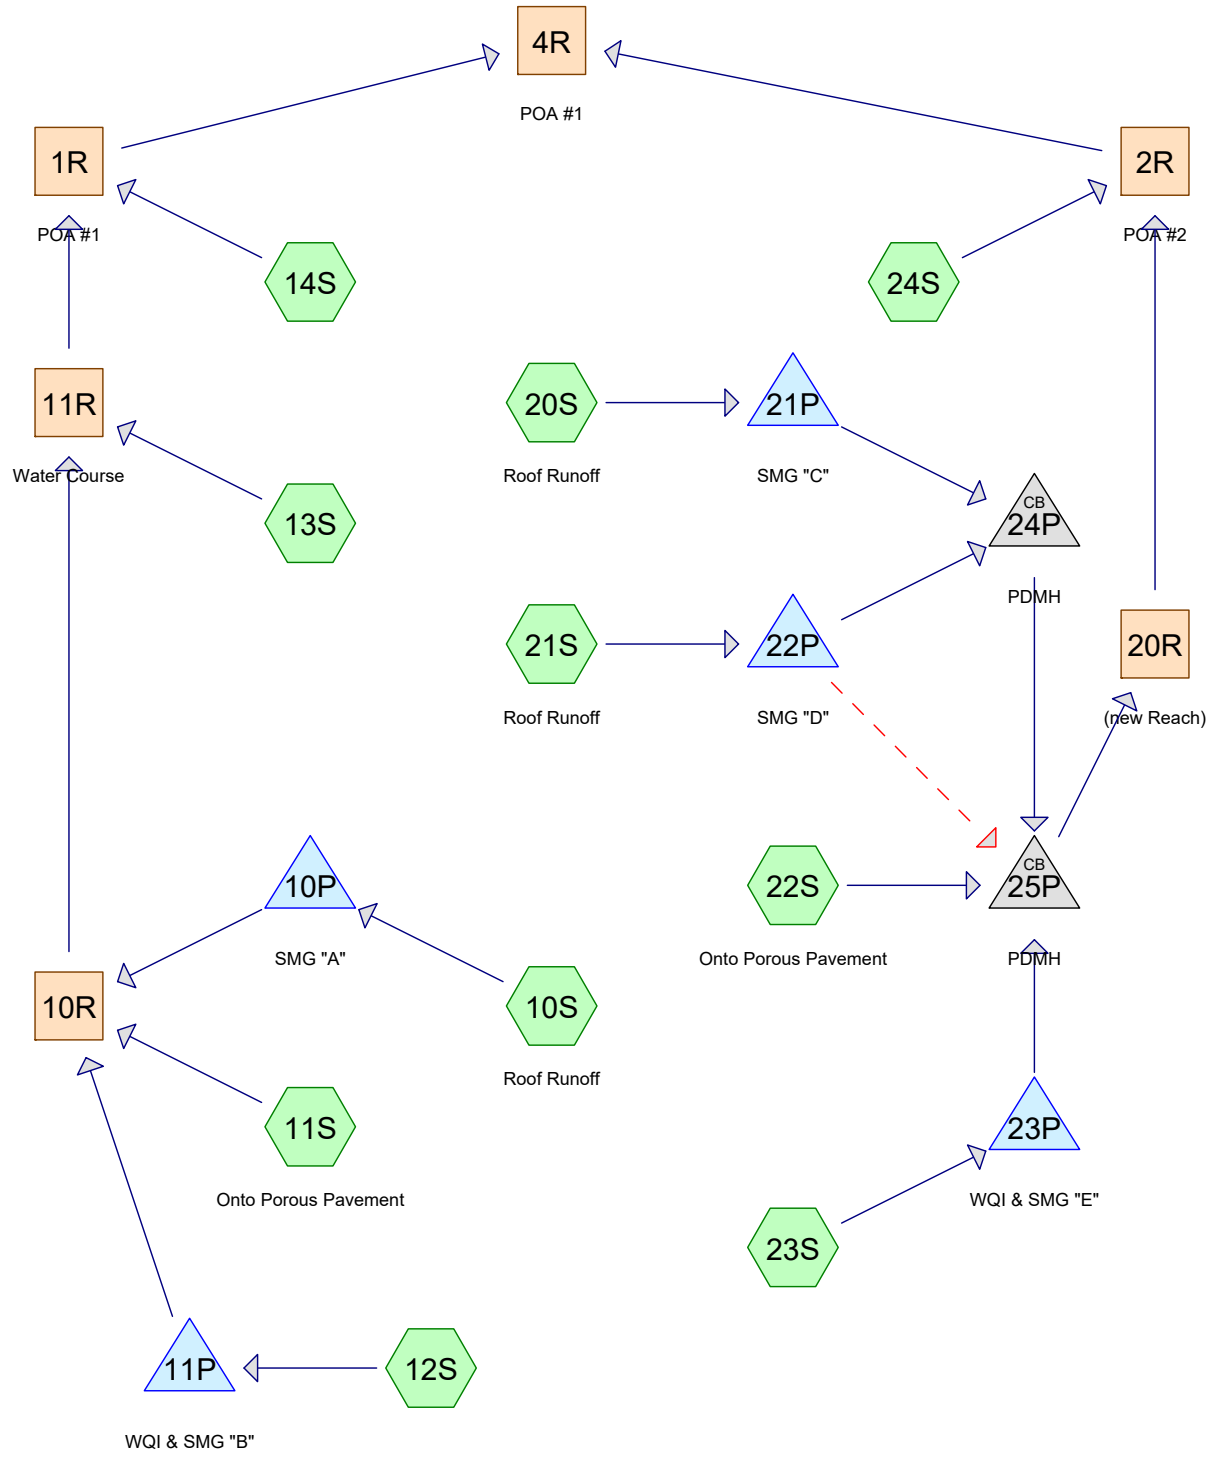 4R
POA #1
1R
POA #1
2R
POA #2
14S
24S
11R
Water Course
20S
Roof Runoff
21P
SMG "C"
13S
CB
24P
PDMH
21S
Roof Runoff
22P
SMG "D"
20R
(new Reach)
10P
SMG "A"
22S
Onto Porous Pavement
CB
25P
PDMH
10R
10S
Roof Runoff
11S
Onto Porous Pavement
23P
WQI & SMG "E"
23S
11P
WQI & SMG "B"
12S